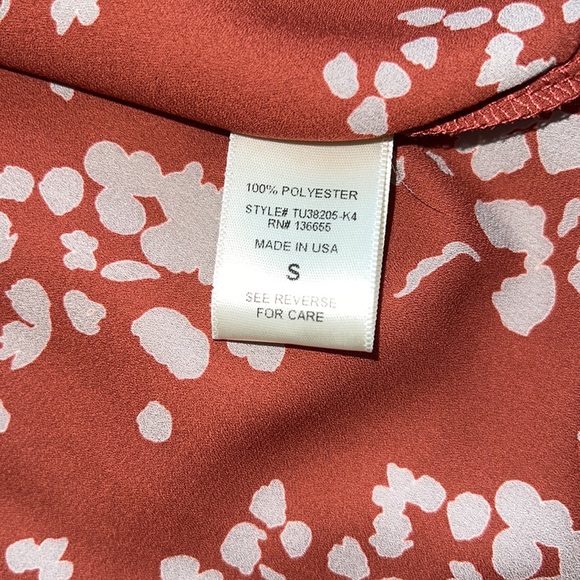 100% POLYESTER
STYLE# TU38205-K4
RN# 136655
MADE IN USA
S
SEE REVERSE
FOR CARE